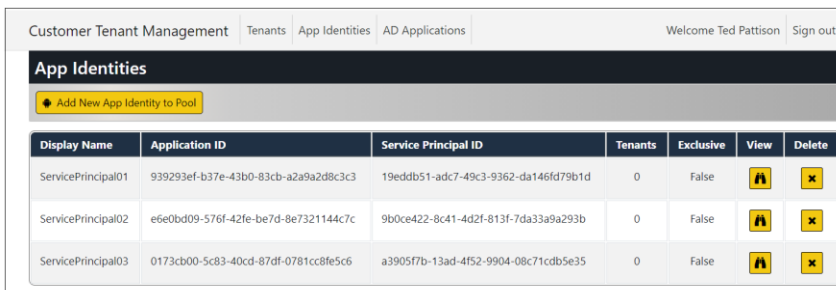 Customer Tenant Management Tenants App Identities AD Applications Welcome Ted Pattison Sign out
App Identities
Add New App Identity to Pool
Display Name Application ID Service Principal ID Tenants Exclusive View Delete
ServicePrincipal01 939293ef-b37e-43b0-83cb-a2a9a2d8c3c3 19eddb51-adc7-49c3-9362-da146fd79b1d 0 False
ServicePrincipal02 e6e0bd09-576f-42fe-be7d-8e7321144c7c 9b0ce422-8c41-4d2f-813f-7da33a9a293b 0 False
ServicePrincipal03 0173cb00-5c83-40cd-87df-0781cc8fe5c6 a3905f7b-13ad-4f52-9904-08c71cdb5e35 0 False